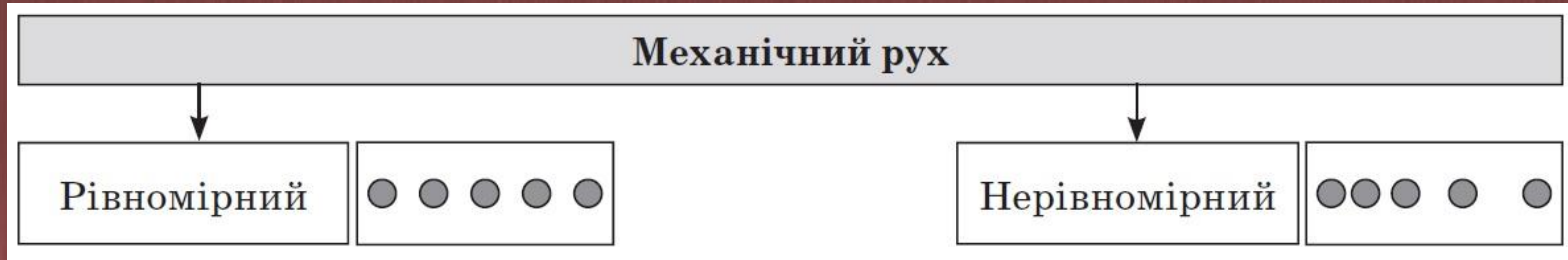 Механічний рух
Рівномірний
Нерівномірний